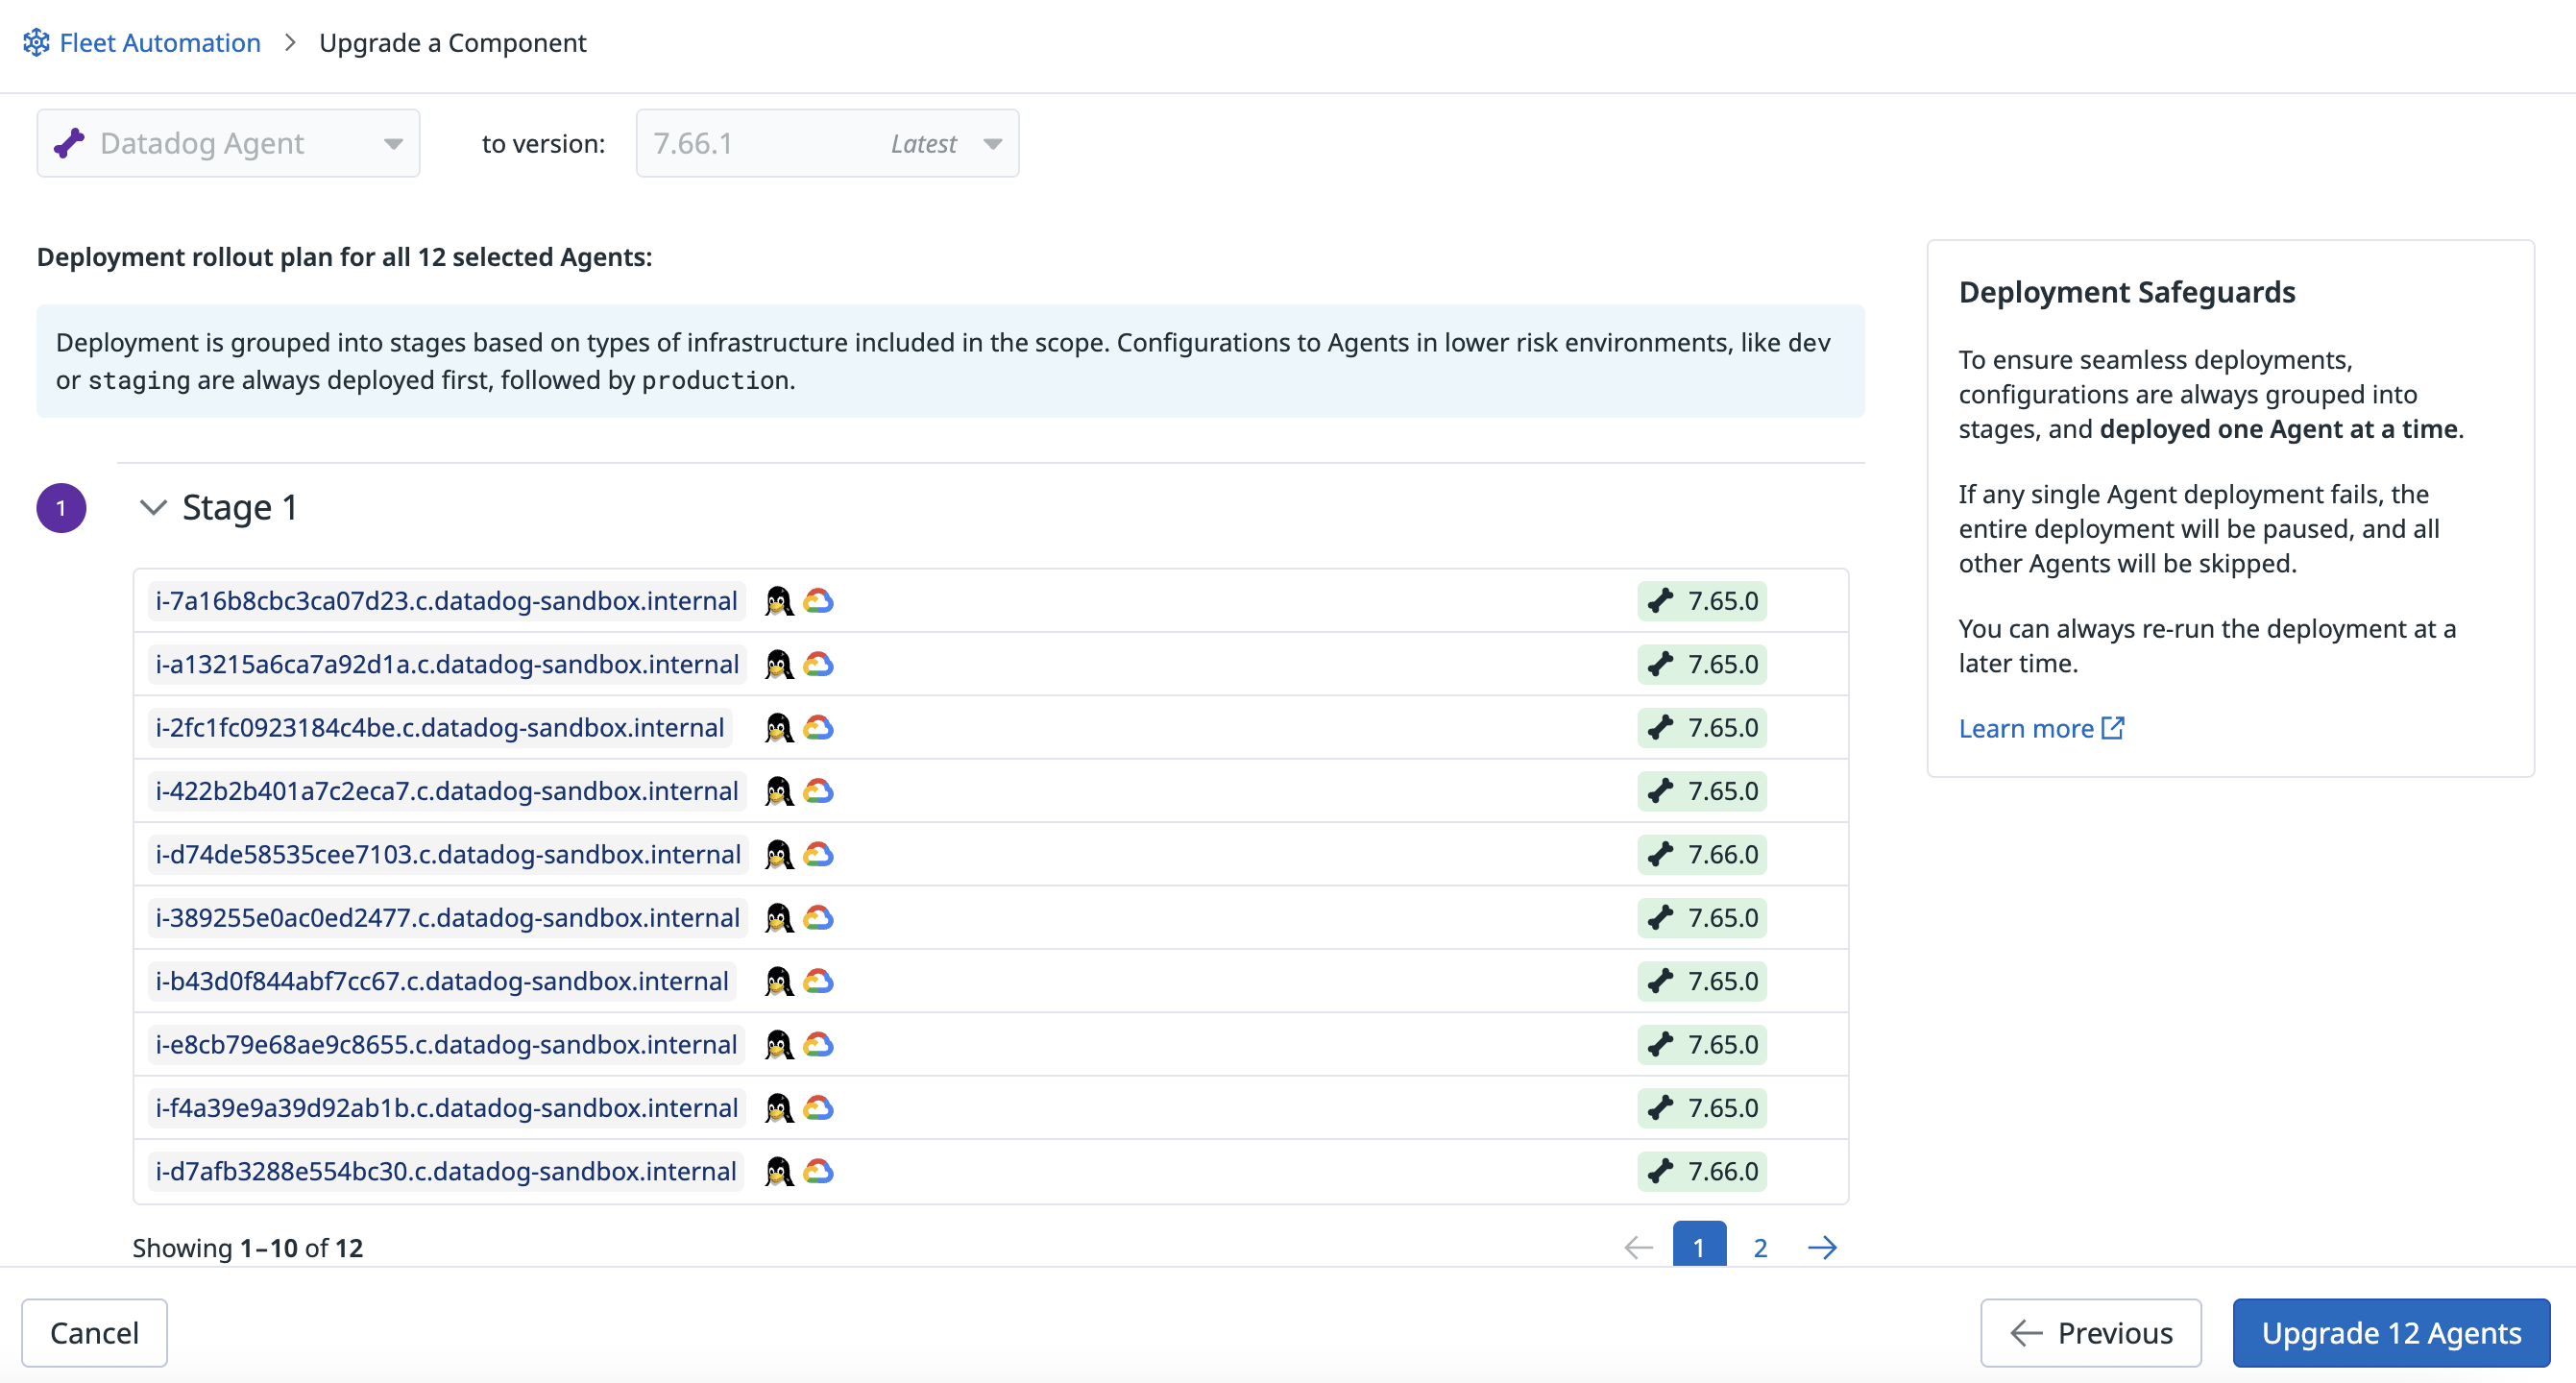 Fleet Automation > Upgrade a Component
Datadog Agent to version: 7.66.1 Latest
Deployment rollout plan for all 12 selected Agents:
Deployment is grouped into stages based on types of infrastructure included in the scope. Configurations to Agents in lower risk environments, like dev
or staging are always deployed first, followed by production.
1 Stage 1
i-7a16b8cbc3ca07d23.c.datadog-sandbox.internal 7.65.0
i-a13215a6ca7a92d1a.c.datadog-sandbox.internal 7.65.0
i-2fc1fc0923184c4be.c.datadog-sandbox.internal 7.65.0
i-422b2b401a7c2eca7.c.datadog-sandbox.internal 7.65.0
i-d74de58535cee7103.c.datadog-sandbox.internal 7.66.0
i-389255e0ac0ed2477.c.datadog-sandbox.internal 7.65.0
i-b43d0f844abf7cc67.c.datadog-sandbox.internal 7.65.0
i-e8cb79e68ae9c8655.c.datadog-sandbox.internal 7.65.0
i-f4a39e9a39d92ab1b.c.datadog-sandbox.internal 7.65.0
i-d7afb3288e554bc30.c.datadog-sandbox.internal 7.66.0
Showing 1–10 of 12 1 2
Deployment Safeguards
To ensure seamless deployments,
configurations are always grouped into
stages, and deployed one Agent at a time.
If any single Agent deployment fails, the
entire deployment will be paused, and all
other Agents will be skipped.
You can always re-run the deployment at a
later time.
Learn more
Cancel Previous Upgrade 12 Agents